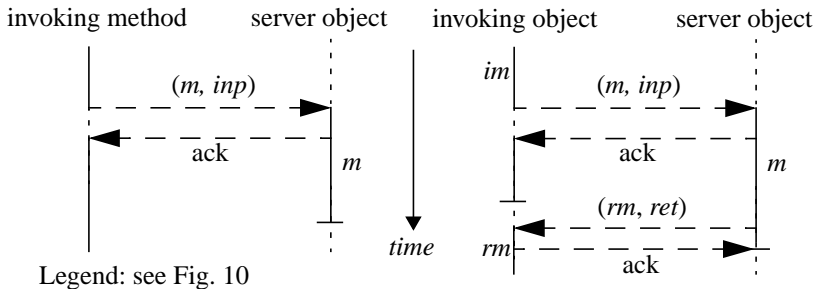 invoking method server object invoking object server object
im
(m, inp) (m, inp)
ack ack
m m
(rm, ret)
time rm
ack
Legend: see Fig. 10